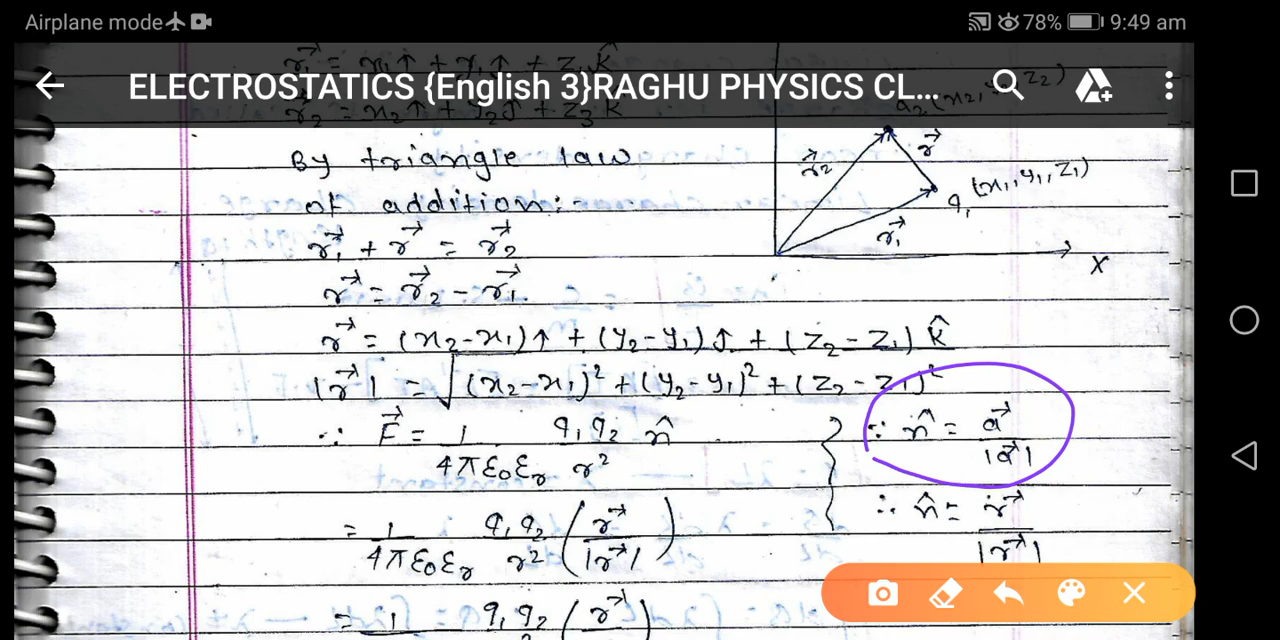 Airplane mode 78% 9:49 am
ELECTROSTATICS {English 3}RAGHU PHYSICS CL...
By triangle law
of addition:-
r⃗₁ + r⃗ = r⃗₂
r⃗ = r⃗₂ - r⃗₁.
r⃗₂ r⃗ q₁ (x₁, y₁, z₁)
r⃗₁
X
r⃗ = (x₂-x₁)î + (y₂-y₁)ĵ + (z₂-z₁)k̂
|r⃗| = √(x₂-x₁)² + (y₂-y₁)² + (z₂-z₁)²
∵ F⃗ = 1/4πε₀εᵣ q₁q₂/r² n̂
∵ n̂ = a⃗/|a⃗|
= 1/4πε₀εᵣ q₁q₂/r² (r⃗/|r⃗|)
∴ n̂ = r⃗/|r⃗|